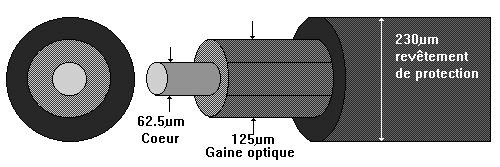 230µm
revêtement
de protection
62.5µm
Coeur
125µm
Gaine optique